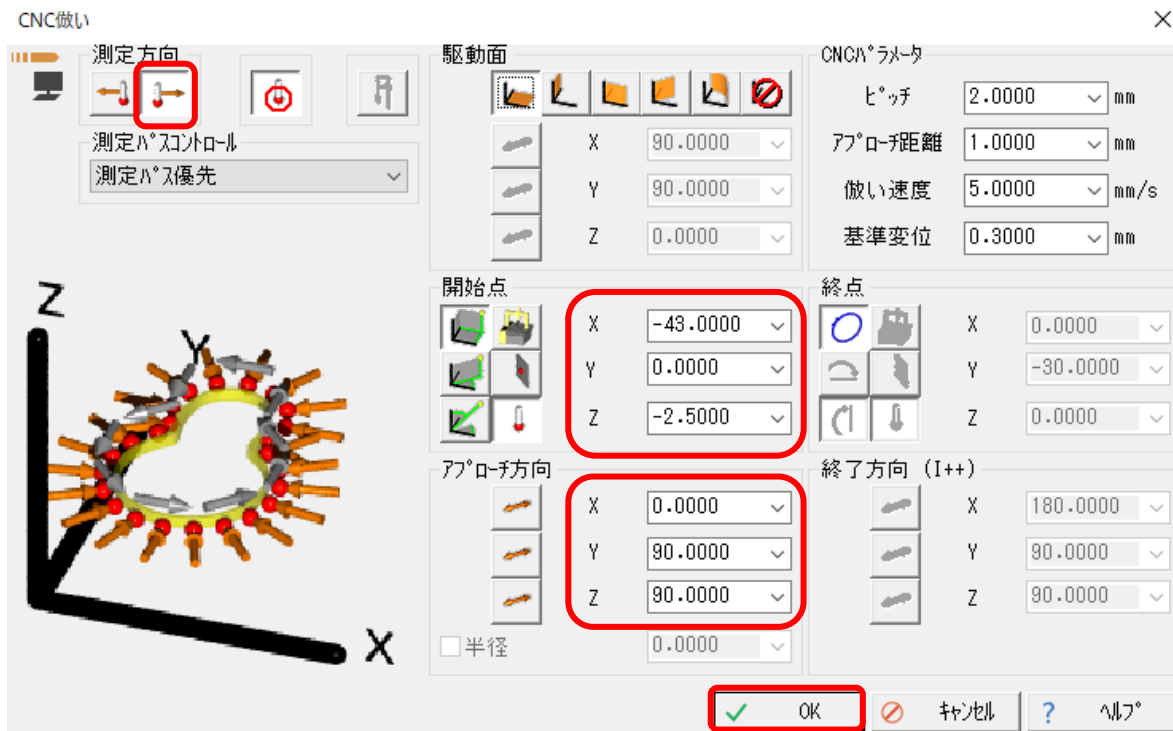 CNC倣い
測定方向
測定ﾊﾟｽｺﾝﾄﾛｰﾙ
測定ﾊﾟｽ優先
Z
Y
X
駆動面
X 90.0000
Y 90.0000
Z 0.0000
CNCﾊﾟﾗﾒｰﾀ
ﾋﾟｯﾁ 2.0000 mm
ｱﾌﾟﾛｰﾁ距離 1.0000 mm
倣い速度 5.0000 mm/s
基準変位 0.3000 mm
開始点
X -43.0000
Y 0.0000
Z -2.5000
終点
X 0.0000
Y -30.0000
Z 0.0000
ｱﾌﾟﾛｰﾁ方向
X 0.0000
Y 90.0000
Z 90.0000
半径 0.0000
終了方向 (I++)
X 180.0000
Y 90.0000
Z 90.0000
OK
ｷｬﾝｾﾙ
? ﾍﾙﾌﾟ